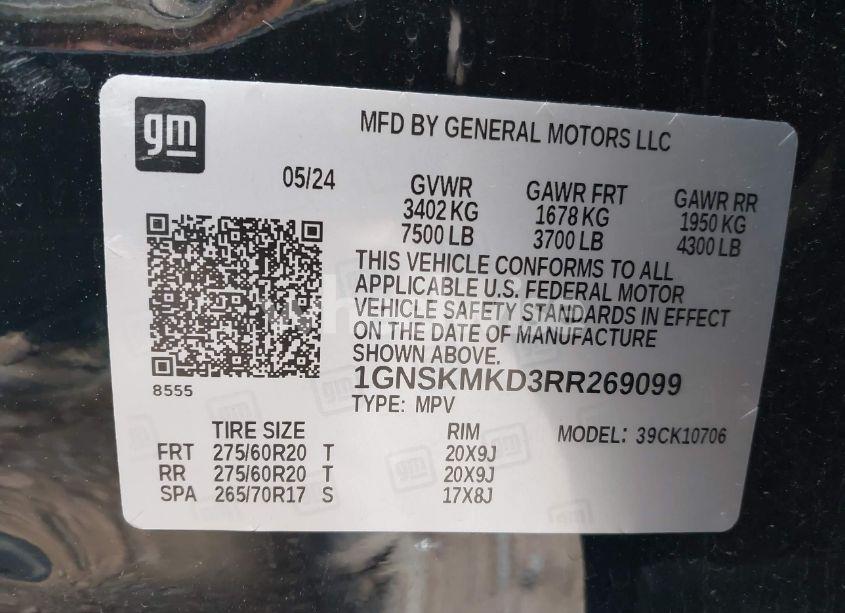 gm
MFD BY GENERAL MOTORS LLC
05/24
GVWR GAWR FRT GAWR RR
3402 KG 1678 KG 1950 KG
7500 LB 3700 LB 4300 LB
THIS VEHICLE CONFORMS TO ALL
APPLICABLE U.S. FEDERAL MOTOR
VEHICLE SAFETY STANDARDS IN EFFECT
ON THE DATE OF MANUFACTURE
SHOWN ABOVE.
8555
1GNSKMKD3RR269099
TYPE: MPV
TIRE SIZE RIM MODEL: 39CK10706
FRT 275/60R20 T 20X9J
RR 275/60R20 T 20X9J
SPA 265/70R17 S 17X8J